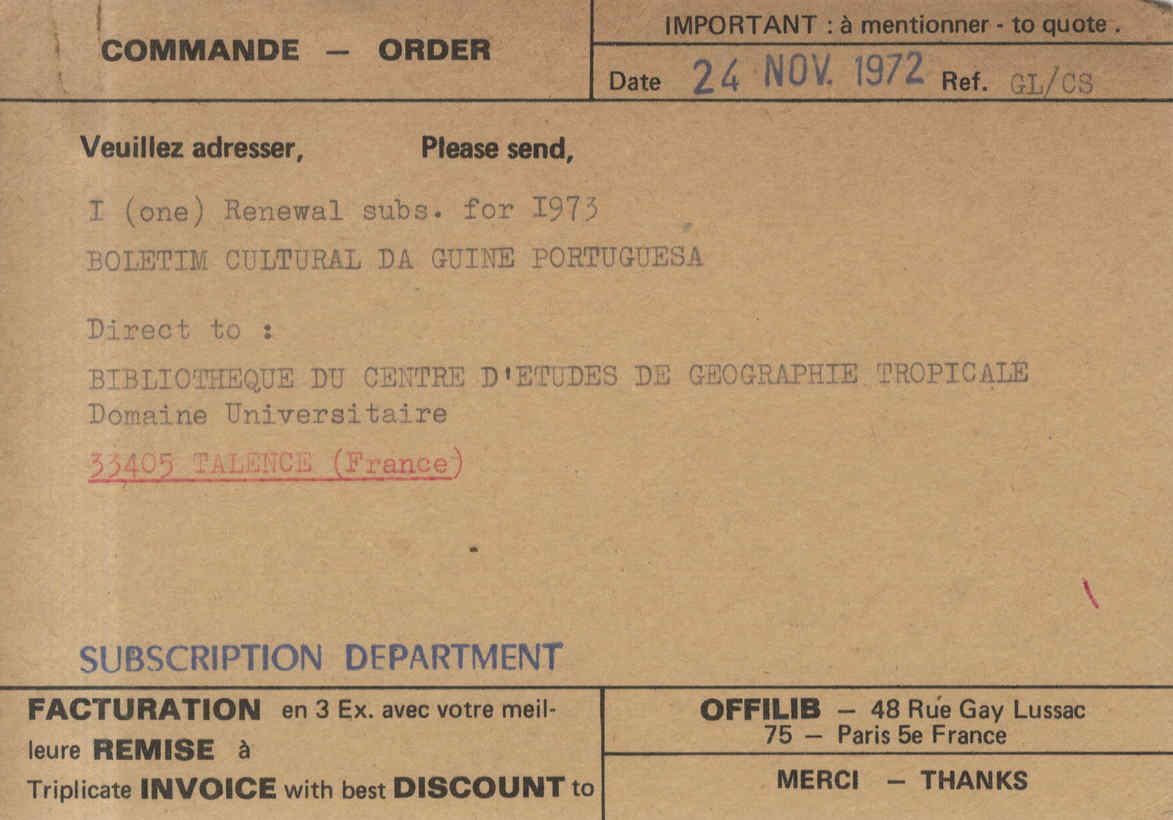 COMMANDE — ORDER
IMPORTANT : à mentionner - to quote .
Date 24 NOV. 1972 Ref. GL/CS
Veuillez adresser, Please send,
I (one) Renewal subs. for I973
BOLETIM CULTURAL DA GUINE PORTUGUESA
Direct to :
BIBLIOTHEQUE DU CENTRE D'ETUDES DE GEOGRAPHIE TROPICALE
Domaine Universitaire
33405 TALENCE (France)
SUBSCRIPTION DEPARTMENT
FACTURATION en 3 Ex. avec votre meil-
leure REMISE à
Triplicate INVOICE with best DISCOUNT to
OFFILIB — 48 Rue Gay Lussac
75 — Paris 5e France
MERCI — THANKS